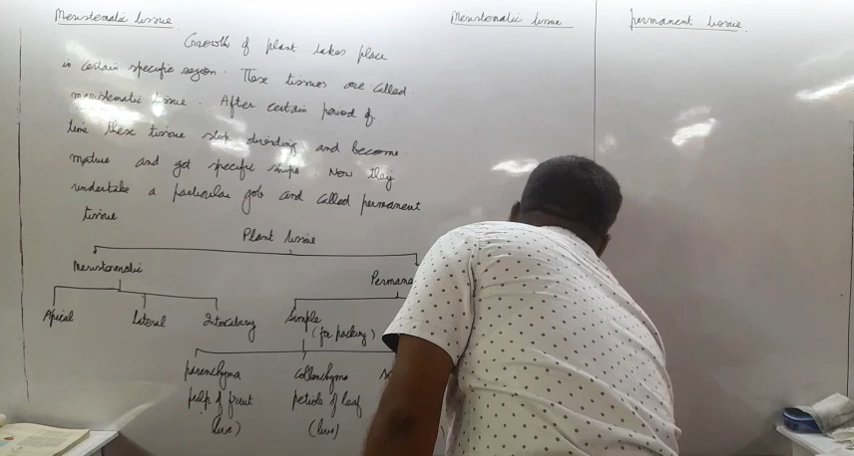 Meristematic tissue
Growth of plant takes place
in certain specific region. These tissues are called
meristematic tissue. After certain period of
time these tissue stop dividing and become
mature and get specific shape Now they
undertake a particular job and called permanent
tissue
Plant tissue
Meristematic
Permane
Apical Lateral Intercalary Simple
(for packing)
parenchyma collenchyma
pulp of fruit petiole of leaf
(live) (live)
Meristematic tissue
permanent tissue